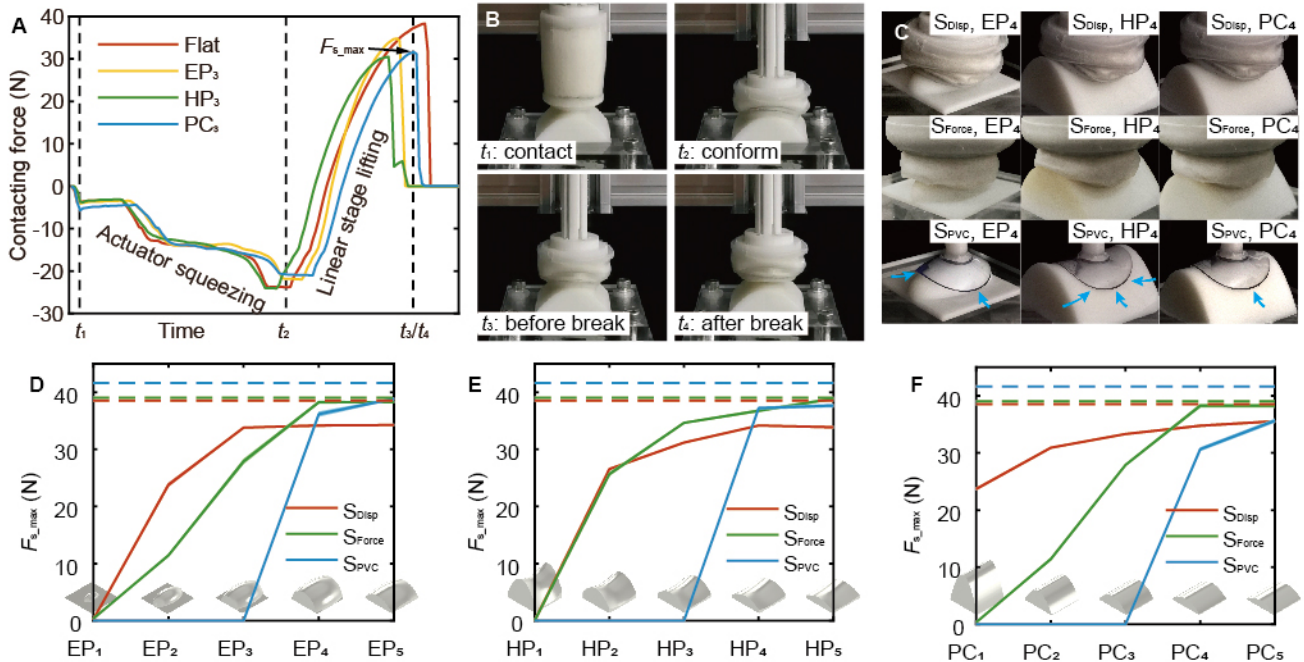 A
Contacting force (N)
40
30
20
10
0
-10
-20
-30
Flat
EP₃
HP₃
PC₃
Fs_max
Actuator squeezing
Linear stage lifting
t₁
Time
t₂
t₃/t₄
B
t₁: contact
t₂: conform
t₃: before break
t₄: after break
C
SDisp, EP₄
SDisp, HP₄
SDisp, PC₄
SForce, EP₄
SForce, HP₄
SForce, PC₄
SPVC, EP₄
SPVC, HP₄
SPVC, PC₄
D
Fs_max (N)
40
30
20
10
0
SDisp
SForce
SPVC
EP₁
EP₂
EP₃
EP₄
EP₅
E
Fs_max (N)
40
30
20
10
0
SDisp
SForce
SPVC
HP₁
HP₂
HP₃
HP₄
HP₅
F
Fs_max (N)
40
30
20
10
0
SDisp
SForce
SPVC
PC₁
PC₂
PC₃
PC₄
PC₅